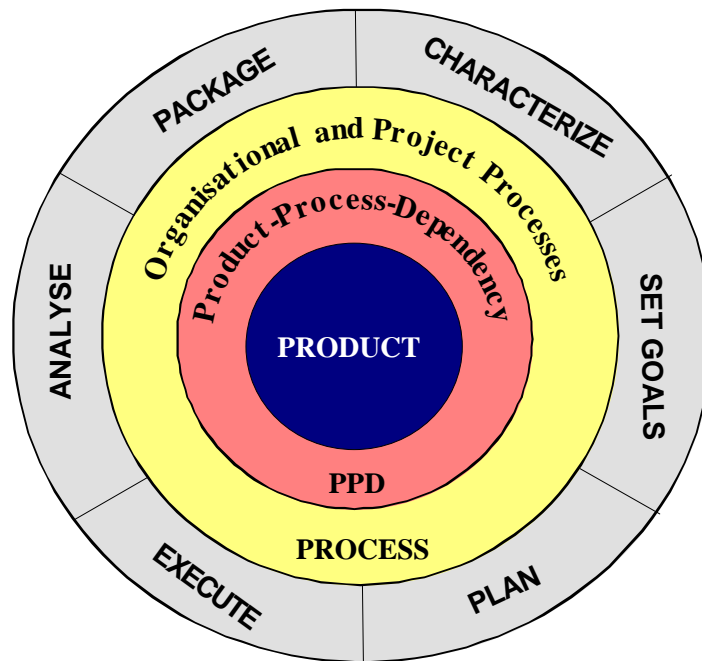 PACKAGE
CHARACTERIZE
SET GOALS
PLAN
EXECUTE
ANALYSE
Organisational and Project Processes
Product-Process-Dependency
PRODUCT
PPD
PROCESS